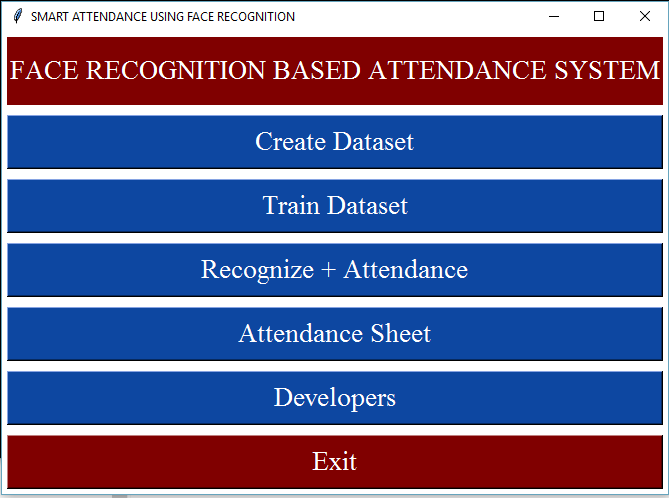 SMART ATTENDANCE USING FACE RECOGNITION
FACE RECOGNITION BASED ATTENDANCE SYSTEM
Create Dataset
Train Dataset
Recognize + Attendance
Attendance Sheet
Developers
Exit